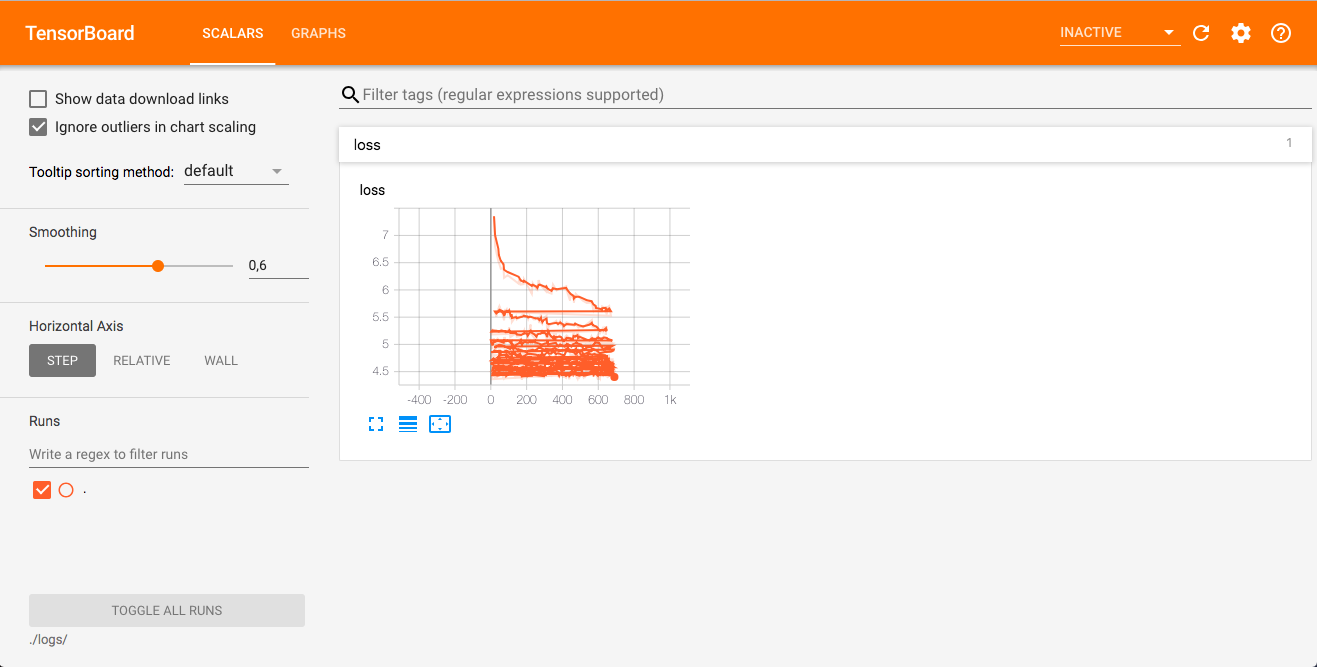 TensorBoard
SCALARS GRAPHS
INACTIVE
Show data download links
Ignore outliers in chart scaling
Tooltip sorting method: default
Smoothing
0,6
Horizontal Axis
STEP RELATIVE WALL
Runs
Write a regex to filter runs
.
TOGGLE ALL RUNS
./logs/
Filter tags (regular expressions supported)
loss 1
loss
7
6.5
6
5.5
5
4.5
-400 -200 0 200 400 600 800 1k